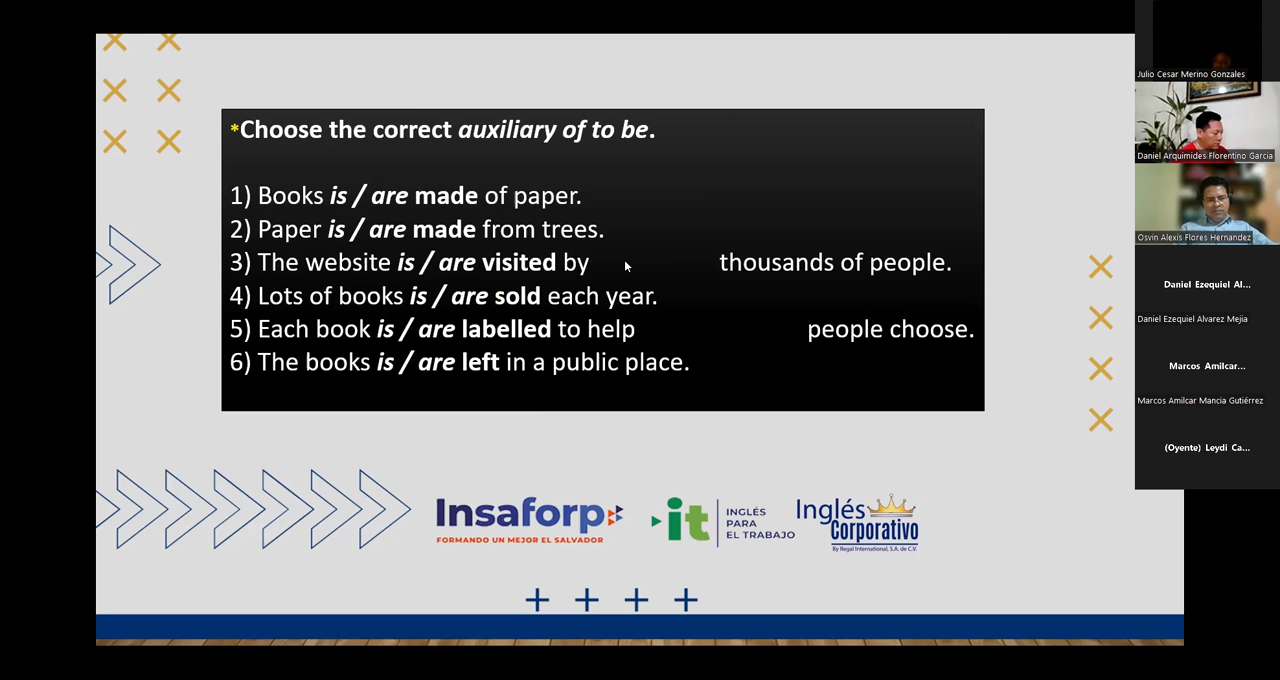 *Choose the correct auxiliary of to be.
1) Books is / are made of paper.
2) Paper is / are made from trees.
3) The website is / are visited by thousands of people.
4) Lots of books is / are sold each year.
5) Each book is / are labelled to help people choose.
6) The books is / are left in a public place.
Insaforp
FORMANDO UN MEJOR EL SALVADOR
it
INGLÉS
PARA
EL TRABAJO
Inglés
Corporativo
By Regal International, S.A. de C.V.
Julio Cesar Merino Gonzales
Daniel Arquimides Florentino Garcia
Osvin Alexis Flores Hernandez
Daniel Ezequiel Al...
Daniel Ezequiel Alvarez Mejia
Marcos Amilcar...
Marcos Amilcar Mancia Gutiérrez
(Oyente) Leydi Ca...